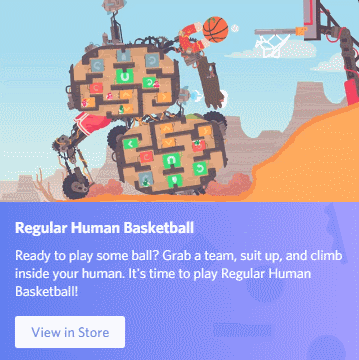 Regular Human Basketball
Ready to play some ball? Grab a team, suit up, and climb
inside your human. It's time to play Regular Human
Basketball!
View in Store